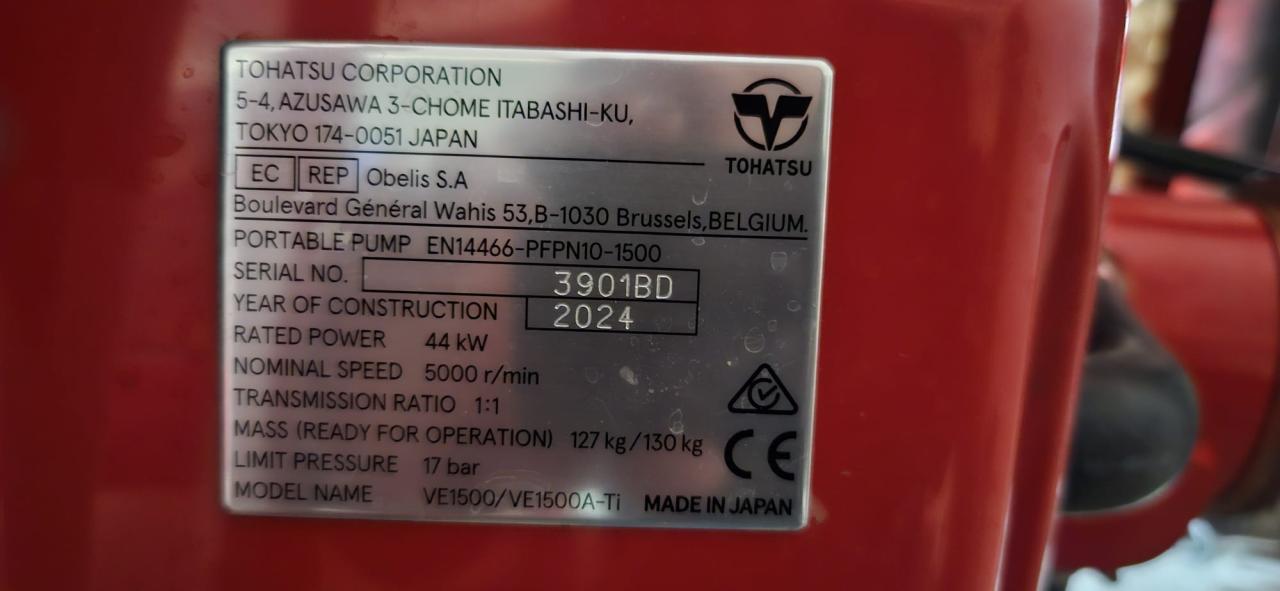 TOHATSU CORPORATION
5-4, AZUSAWA 3-CHOME ITABASHI-KU,
TOKYO 174-0051 JAPAN
TOHATSU
EC REP Obelis S.A
Boulevard Général Wahis 53,B-1030 Brussels,BELGIUM.
PORTABLE PUMP EN14466-PFPN10-1500
SERIAL NO. 3901BD
YEAR OF CONSTRUCTION 2024
RATED POWER 44 kW
NOMINAL SPEED 5000 r/min
TRANSMISSION RATIO 1:1
MASS (READY FOR OPERATION) 127 kg/130 kg
CE
LIMIT PRESSURE 17 bar
MODEL NAME VE1500/VE1500A-Ti MADE IN JAPAN